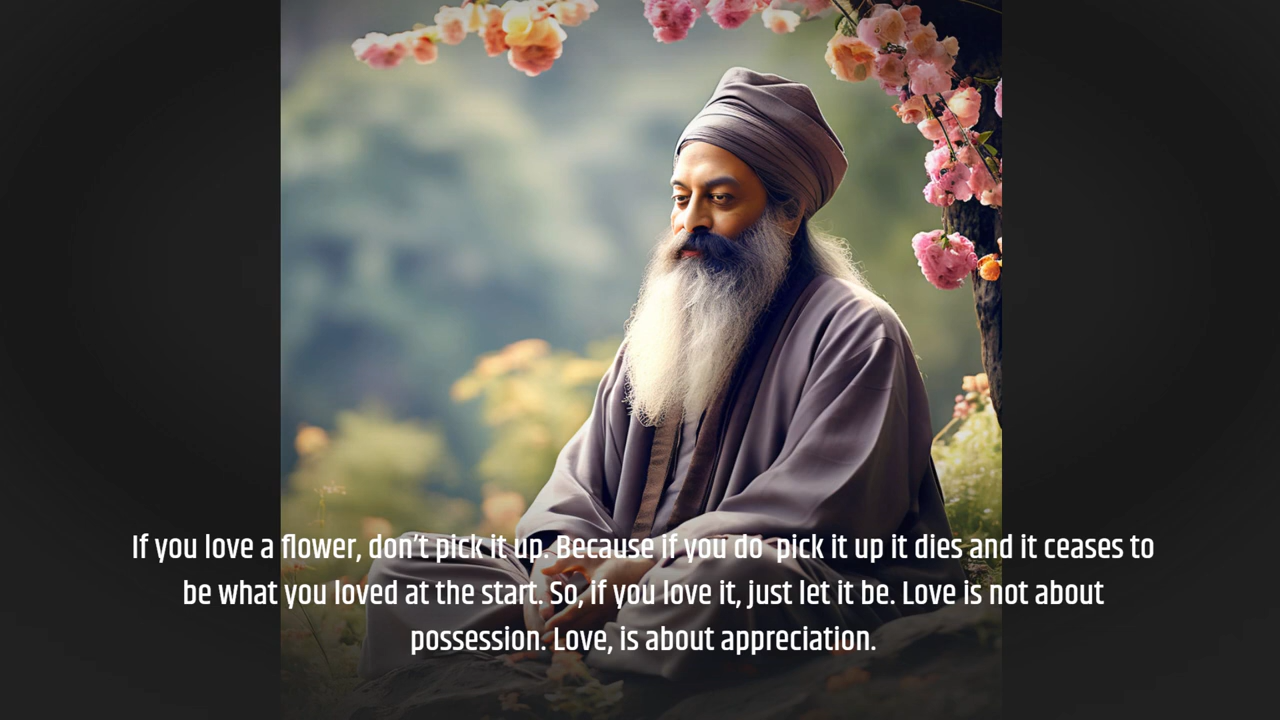 If you love a flower, don’t pick it up. Because if you do  pick it up it dies and it ceases to
be what you loved at the start. So, if you love it, just let it be. Love is not about
possession. Love, is about appreciation.